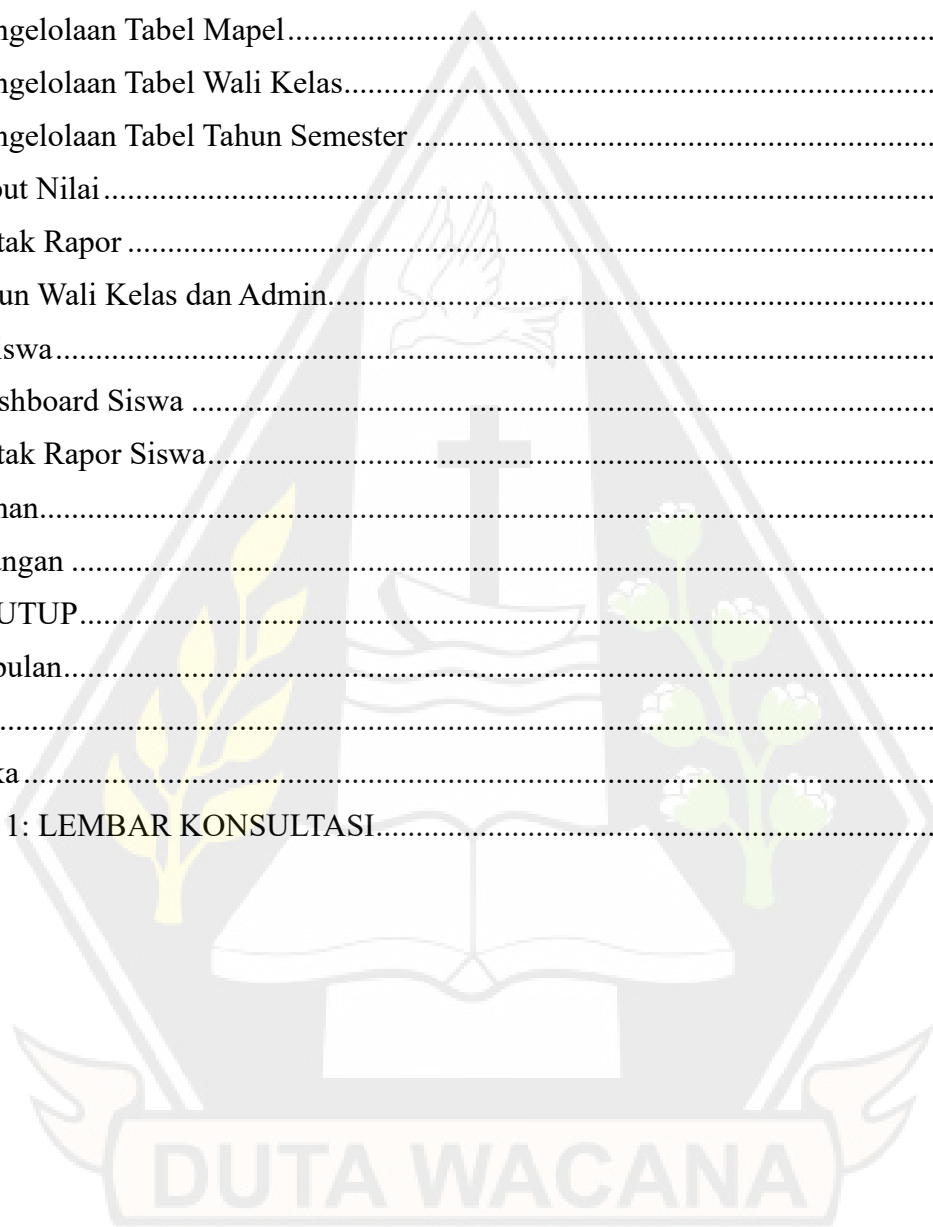 ngelolaan Tabel Mapel........................................................................
ngelolaan Tabel Wali Kelas........................................................................
ngelolaan Tabel Tahun Semester ........................................................................
out Nilai........................................................................
tak Rapor ........................................................................
un Wali Kelas dan Admin........................................................................
iswa........................................................................
shboard Siswa ........................................................................
tak Rapor Siswa........................................................................
nan........................................................................
angan ........................................................................
UTUP........................................................................
pulan........................................................................
........................................................................
ka........................................................................
1: LEMBAR KONSULTASI........................................................................
DUTA WACANA